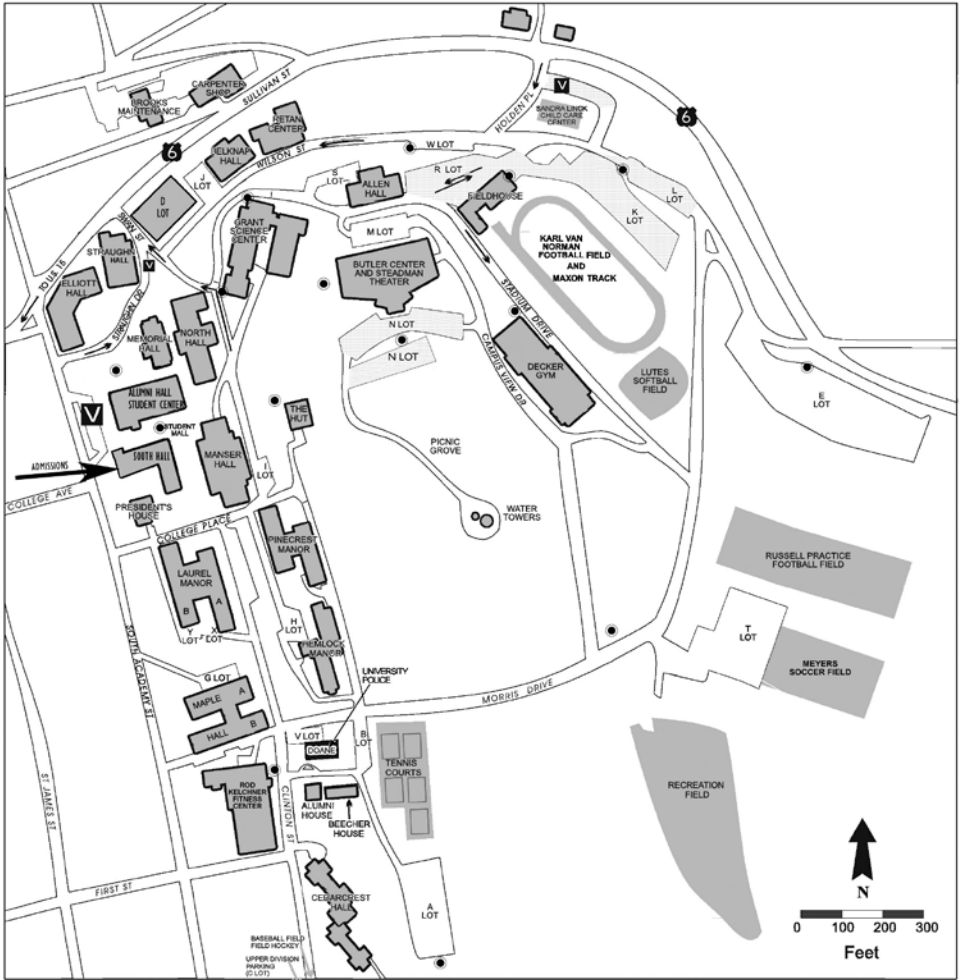 CARPENTER
SHOP
BROOKS
MAINTENANCE
SULLIVAN ST
V
SANDRA LINCK
CHILD CARE
CENTER
HOLDEN PL
6
RETAN
CENTER
6
BELKNAP
HALL
WILSON ST
W LOT
J
LOT
S
LOT
R LOT
ALLEN
HALL
FIELDHOUSE
L
LOT
K
LOT
D
LOT
SWAN ST
GRANT
SCIENCE
CENTER
M LOT
KARL VAN
NORMAN
FOOTBALL FIELD
AND
MAXON TRACK
STRAUGHN
HALL
V
BUTLER CENTER
AND STEADMAN
THEATER
TO U.S. 15
ELLIOTT
HALL
STRAUGHN DR
STADIUM DRIVE
N LOT
N LOT
MEMORIAL
HALL
NORTH
HALL
CAMPUS VIEW DR
DECKER
GYM
LUTES
SOFTBALL
FIELD
E
LOT
ALUMNI HALL
STUDENT CENTER
V
THE
HUT
STUDENT
MALL
PICNIC
GROVE
ADMISSIONS
SOUTH HALL
MANSER
HALL
I
LOT
COLLEGE AVE
PRESIDENT'S
HOUSE
COLLEGE PLACE
WATER
TOWERS
PINECREST
MANOR
RUSSELL PRACTICE
FOOTBALL FIELD
LAUREL
MANOR
B
A
Y
LOT
X
LOT
H
LOT
HEMLOCK
MANOR
T
LOT
MEYERS
SOCCER FIELD
SOUTH ACADEMY ST
UNIVERSITY
POLICE
G LOT
MAPLE A
HALL B
MORRIS DRIVE
V LOT
DOANE
B
LOT
TENNIS
COURTS
ROD
KELCHNER
FITNESS
CENTER
ST JAMES ST
CLINTON ST
ALUMNI
HOUSE
BEECHER
HOUSE
RECREATION
FIELD
FIRST ST
CEDARCREST
HALL
A
LOT
N
0 100 200 300
Feet
BASEBALL FIELD
FIELD HOCKEY
UPPER DIVISION
PARKING
(C LOT)